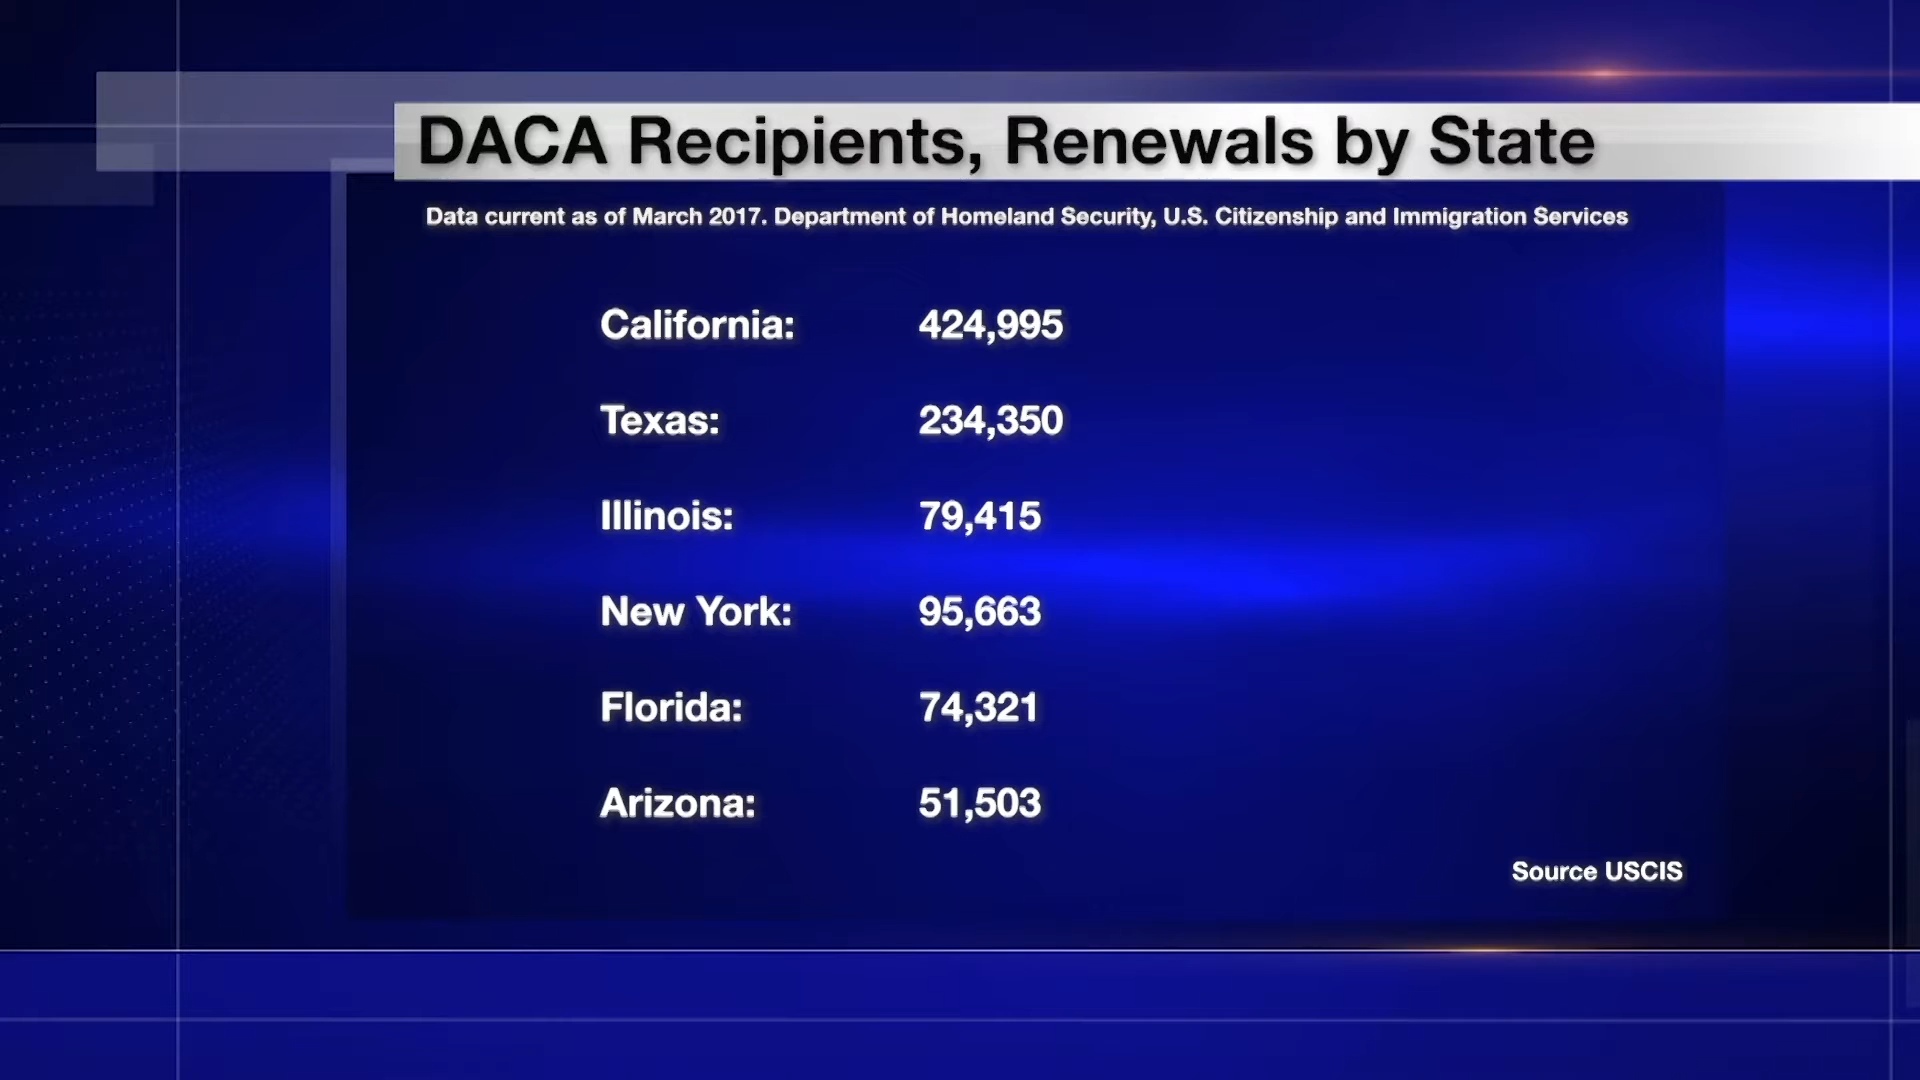 DACA Recipients, Renewals by State
Data current as of March 2017. Department of Homeland Security, U.S. Citizenship and Immigration Services
California: 424,995
Texas: 234,350
Illinois: 79,415
New York: 95,663
Florida: 74,321
Arizona: 51,503
Source USCIS